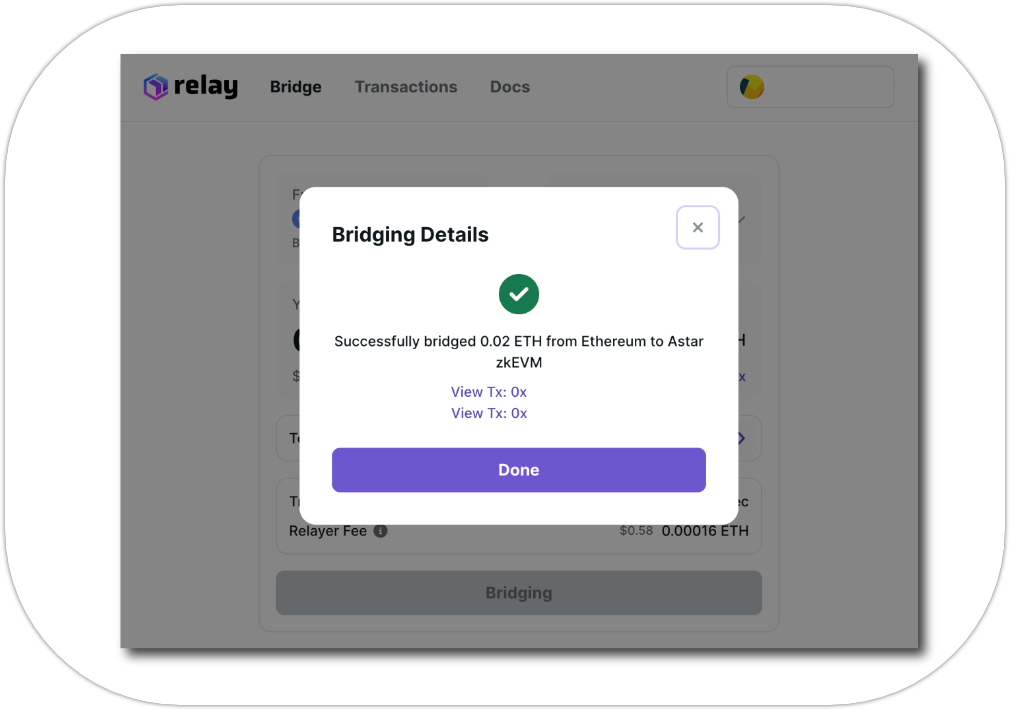 relay
Bridge
Transactions
Docs
Bridging Details
Successfully bridged 0.02 ETH from Ethereum to Astar
zkEVM
View Tx: 0x
View Tx: 0x
Done
Relayer Fee
$0.58 0.00016 ETH
Bridging